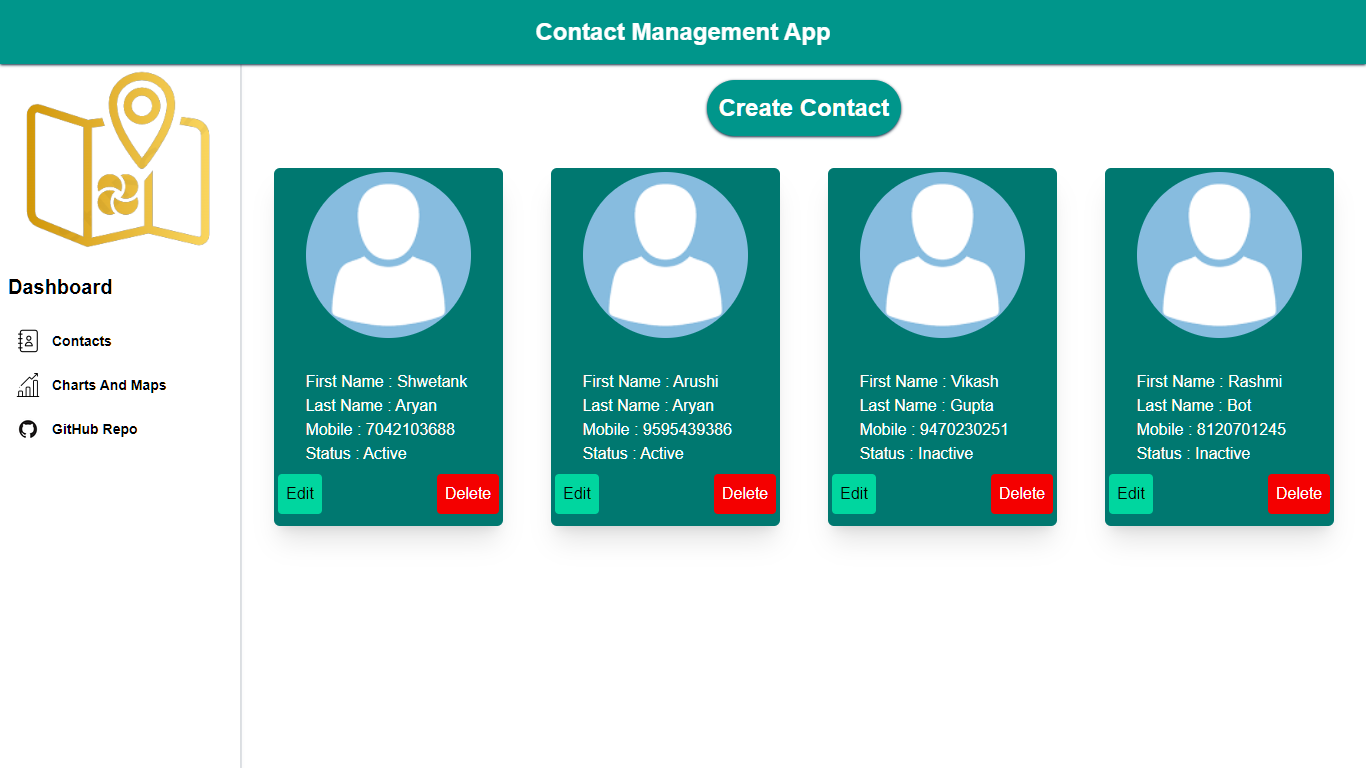 Contact Management App
Dashboard
Contacts
Charts And Maps
GitHub Repo
Create Contact
First Name : Shwetank
Last Name : Aryan
Mobile : 7042103688
Status : Active
Edit
Delete
First Name : Arushi
Last Name : Aryan
Mobile : 9595439386
Status : Active
Edit
Delete
First Name : Vikash
Last Name : Gupta
Mobile : 9470230251
Status : Inactive
Edit
Delete
First Name : Rashmi
Last Name : Bot
Mobile : 8120701245
Status : Inactive
Edit
Delete